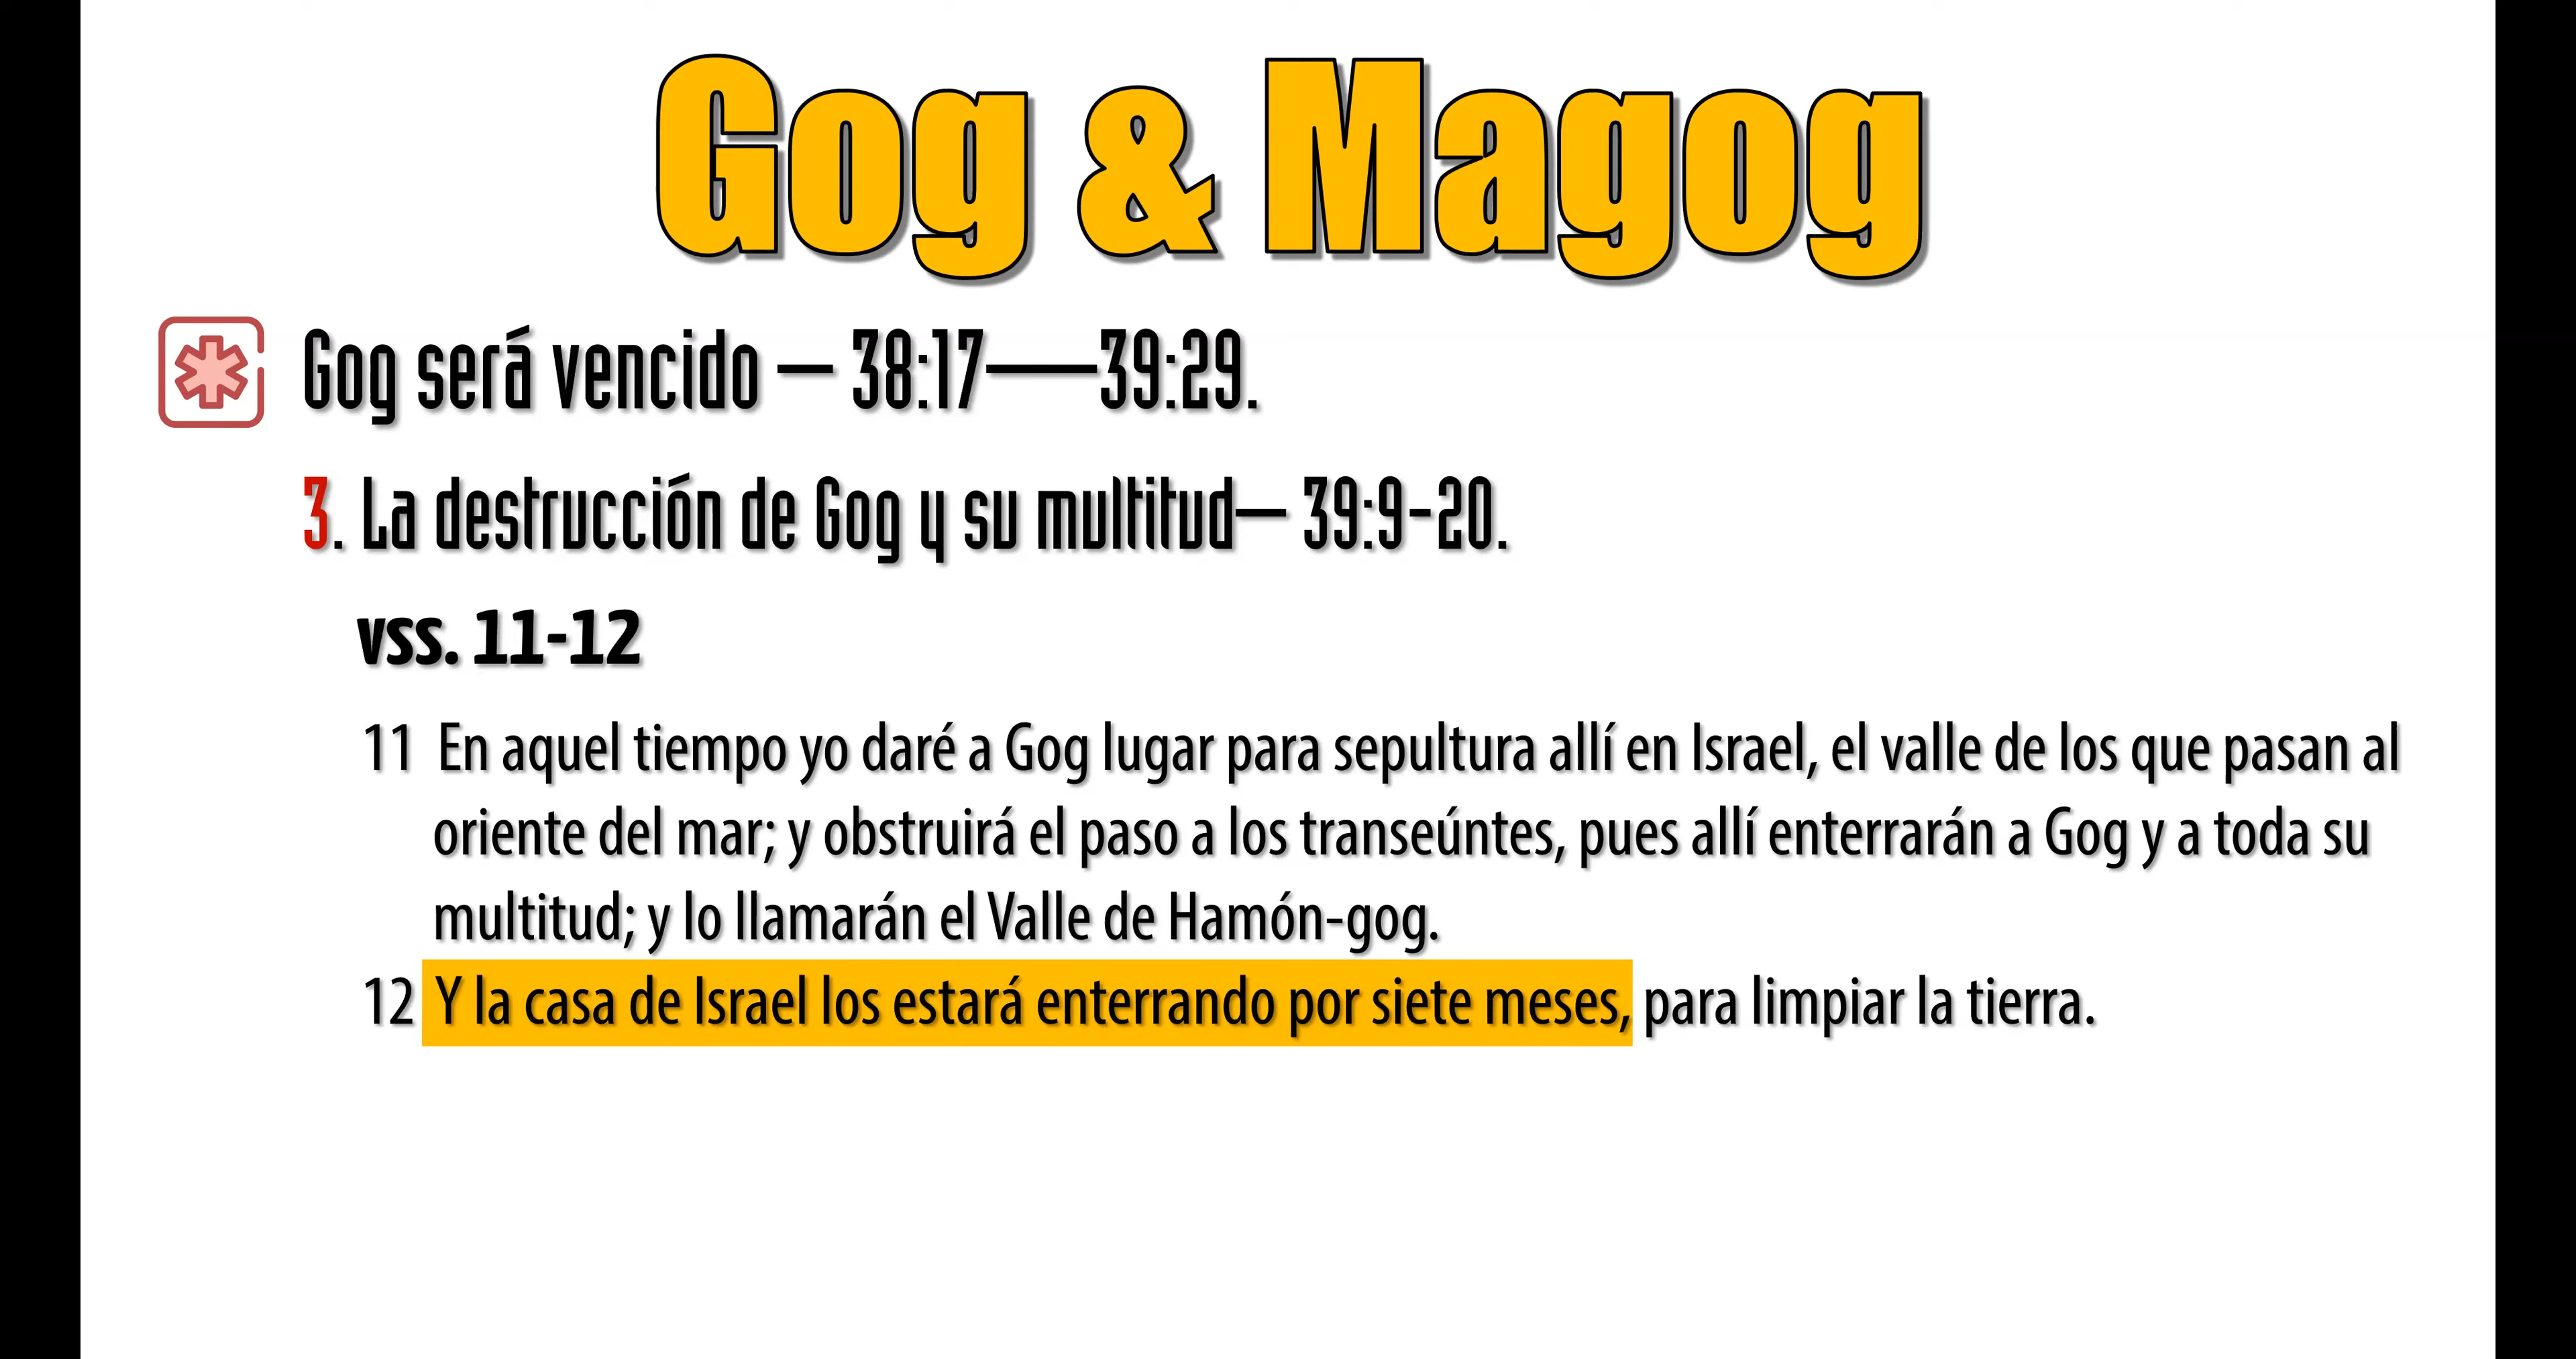 Gog & Magog
Gog será vencido — 38:17——39:29.
3. La destrucción de Gog y su multitud— 39:9-20.
vss. 11-12
11 En aquel tiempo yo daré a Gog lugar para sepultura allí en Israel, el valle de los que pasan al
oriente del mar; y obstruirá el paso a los transeúntes, pues allí enterrarán a Gog y a toda su
multitud; y lo llamarán el Valle de Hamón-gog.
12 Y la casa de Israel los estará enterrando por siete meses, para limpiar la tierra.